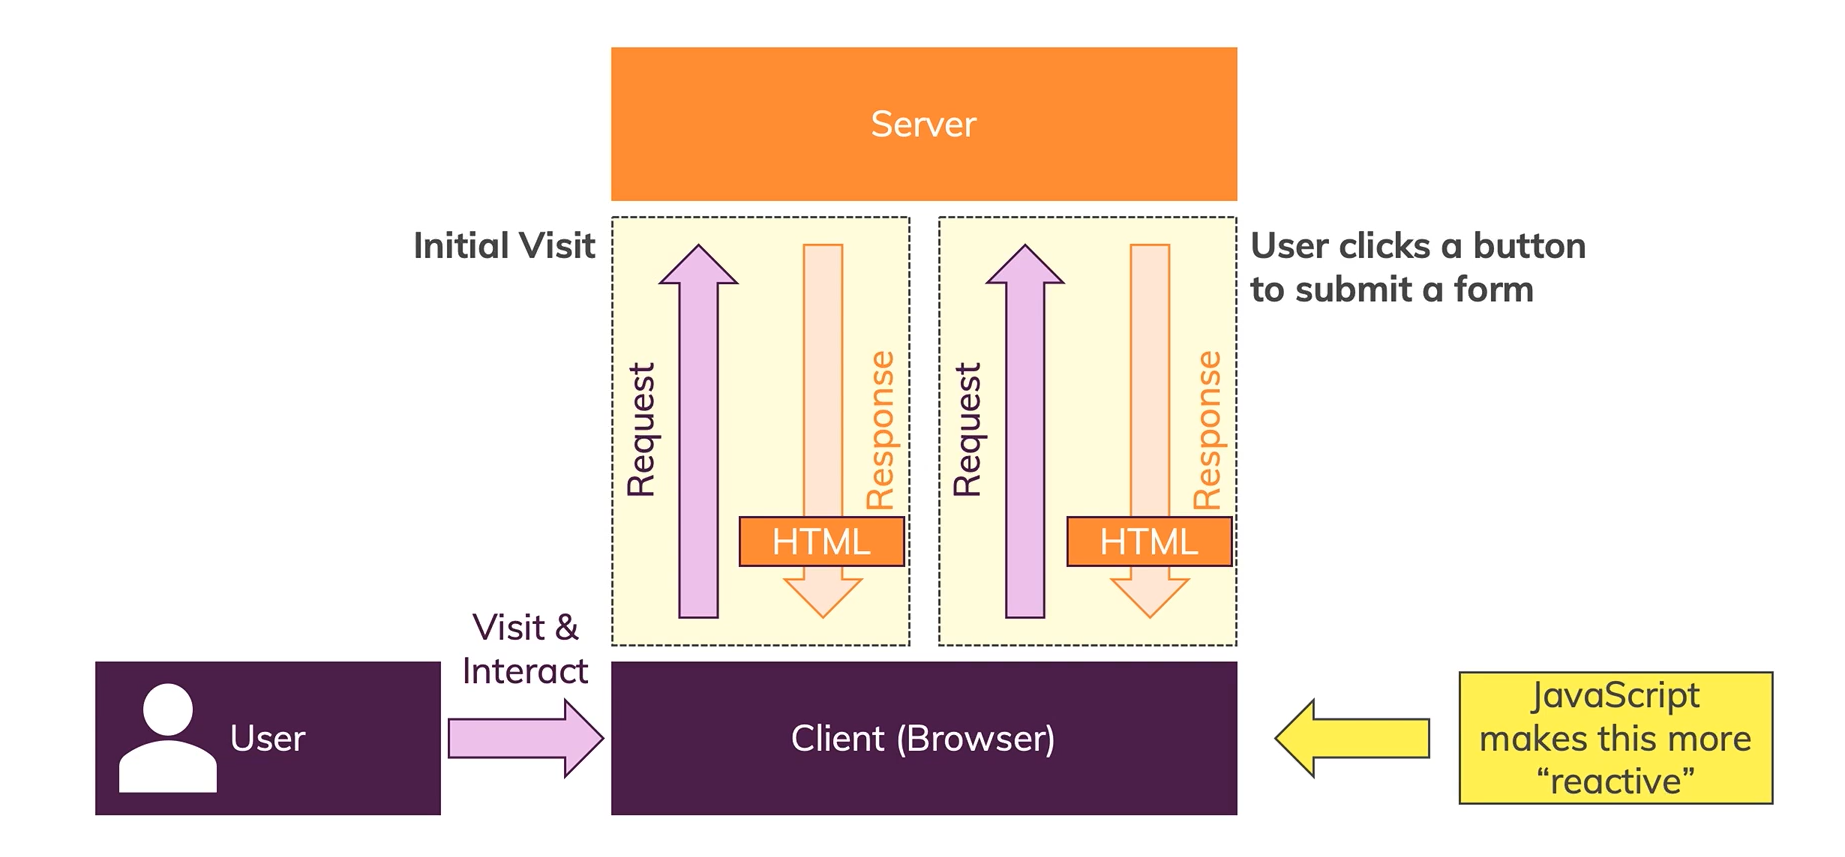 Server
Initial Visit
User clicks a button
to submit a form
Request
Response
HTML
Request
Response
HTML
Visit &
Interact
User
Client (Browser)
JavaScript
makes this more
“reactive”